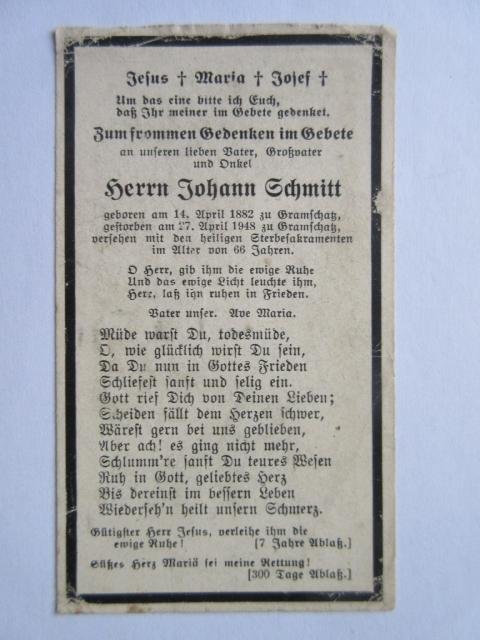 Jesus † Maria † Josef †
Um das eine bitte ich Euch,
daß Ihr meiner im Gebete gedenket.
Zum frommen Gedenken im Gebete
an unseren lieben Vater, Großvater
und Onkel
Herrn Johann Schmitt
geboren am 14. April 1882 zu Gramschatz,
gestorben am 27. April 1948 zu Gramschatz,
versehen mit den heiligen Sterbesakramenten
im Alter von 66 Jahren.
O Herr, gib ihm die ewige Ruhe
Und das ewige Licht leuchte ihm,
Herr, laß ihn ruhen in Frieden.
Vater unser. Ave Maria.
Müde warst Du, todesmüde,
O, wie glücklich wirst Du sein,
Da Du nun in Gottes Frieden
Schliefest sanft und selig ein.
Gott rief Dich von Deinen Lieben;
Scheiden fällt dem Herzen schwer,
Wärest gern bei uns geblieben,
Aber ach! es ging nicht mehr,
Schlumm're sanft Du teures Wesen
Ruh in Gott, geliebtes Herz
Bis dereinst im bessern Leben
Wiederseh'n heilt unsern Schmerz.
Gütigster Herr Jesus, verleihe ihm die
ewige Ruhe! [7 Jahre Ablaß.]
Süßes Herz Mariä sei meine Rettung!
[300 Tage Ablaß.]